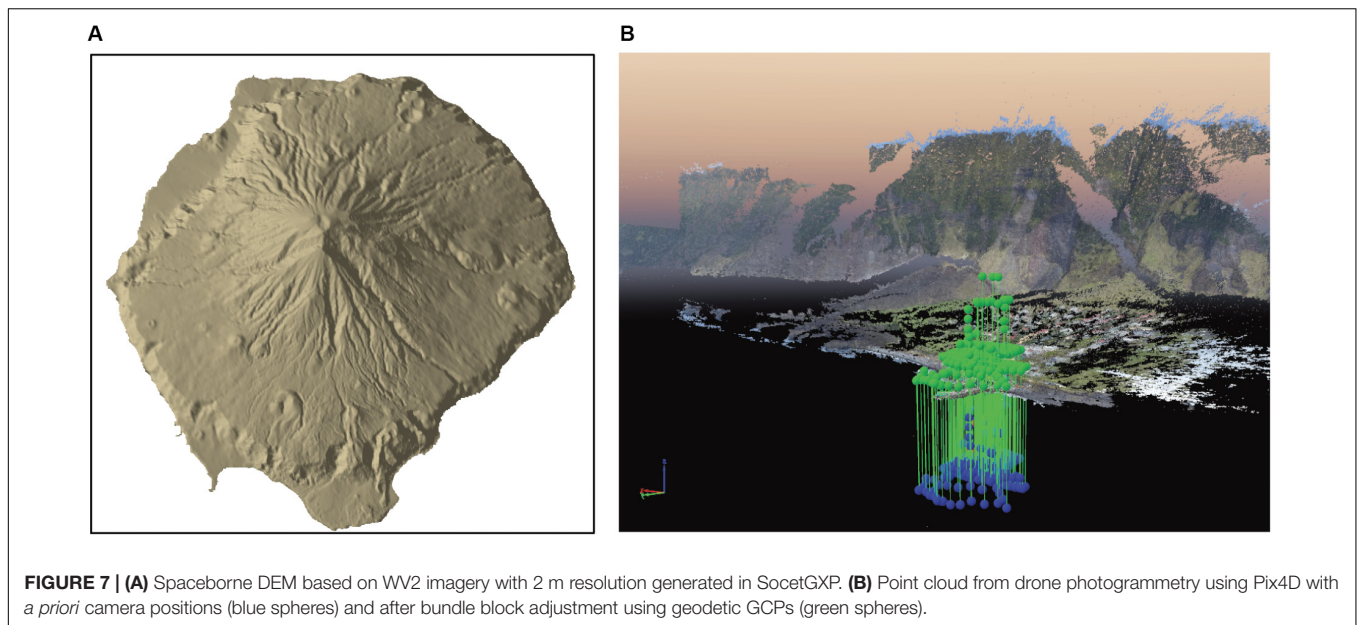 A
B
FIGURE 7 | (A) Spaceborne DEM based on WV2 imagery with 2 m resolution generated in SocetGXP. (B) Point cloud from drone photogrammetry using Pix4D with
a priori camera positions (blue spheres) and after bundle block adjustment using geodetic GCPs (green spheres).